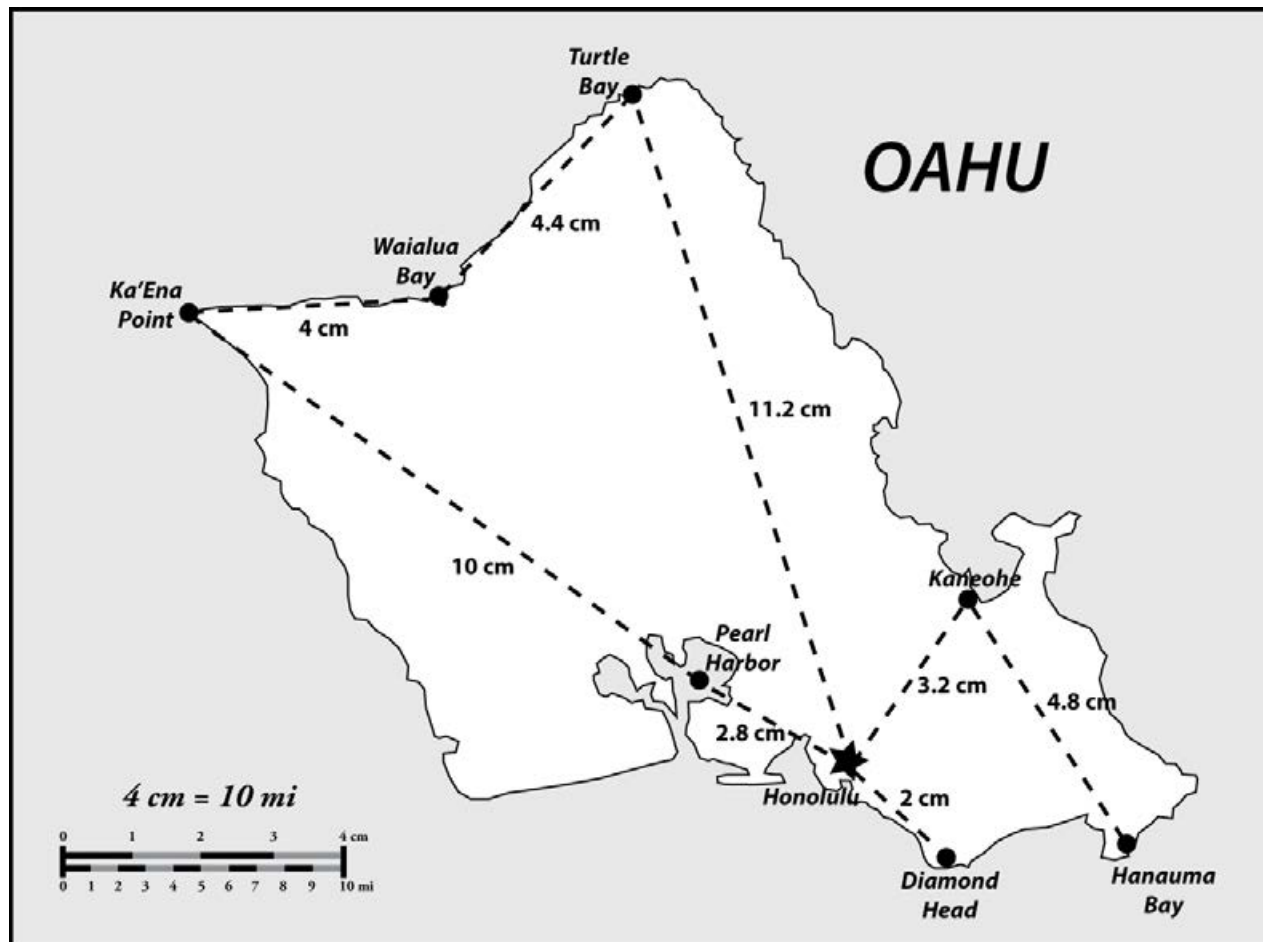 Turtle
Bay
OAHU
4.4 cm
Waialua
Bay
Ka'Ena
Point
4 cm
11.2 cm
10 cm
Kaneohe
Pearl
Harbor
3.2 cm
4.8 cm
2.8 cm
4 cm = 10 mi
Honolulu
2 cm
0 1 2 3 4 cm
0 1 2 3 4 5 6 7 8 9 10 mi
Diamond
Head
Hanauma
Bay